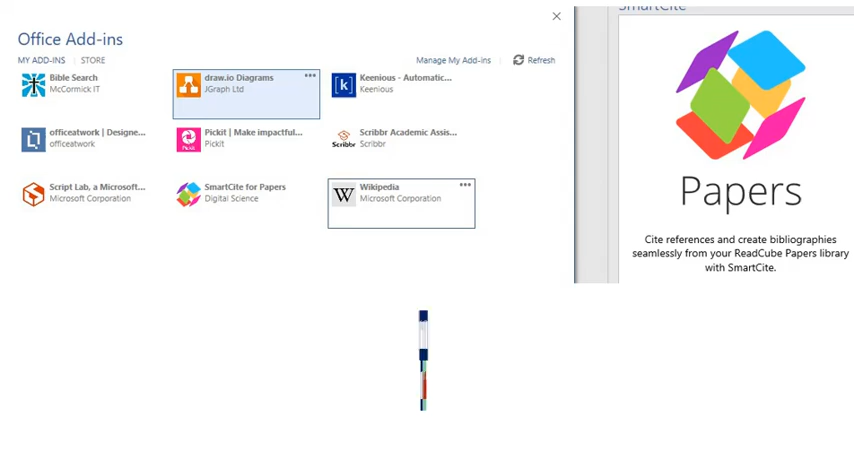 SmartCite
Office Add-ins
MY ADD-INS | STORE
Manage My Add-ins
Refresh
Bible Search
McCormick IT
draw.io Diagrams
JGraph Ltd
Keenious - Automatic...
Keenious
officeatwork | Designe...
officeatwork
Pickit | Make impactful...
Pickit
Scribbr Academic Assis...
Scribbr
Scribbr
Script Lab, a Microsoft...
Microsoft Corporation
SmartCite for Papers
Digital Science
W
Wikipedia
Microsoft Corporation
[k]
Papers
Cite references and create bibliographies
seamlessly from your ReadCube Papers library
with SmartCite.